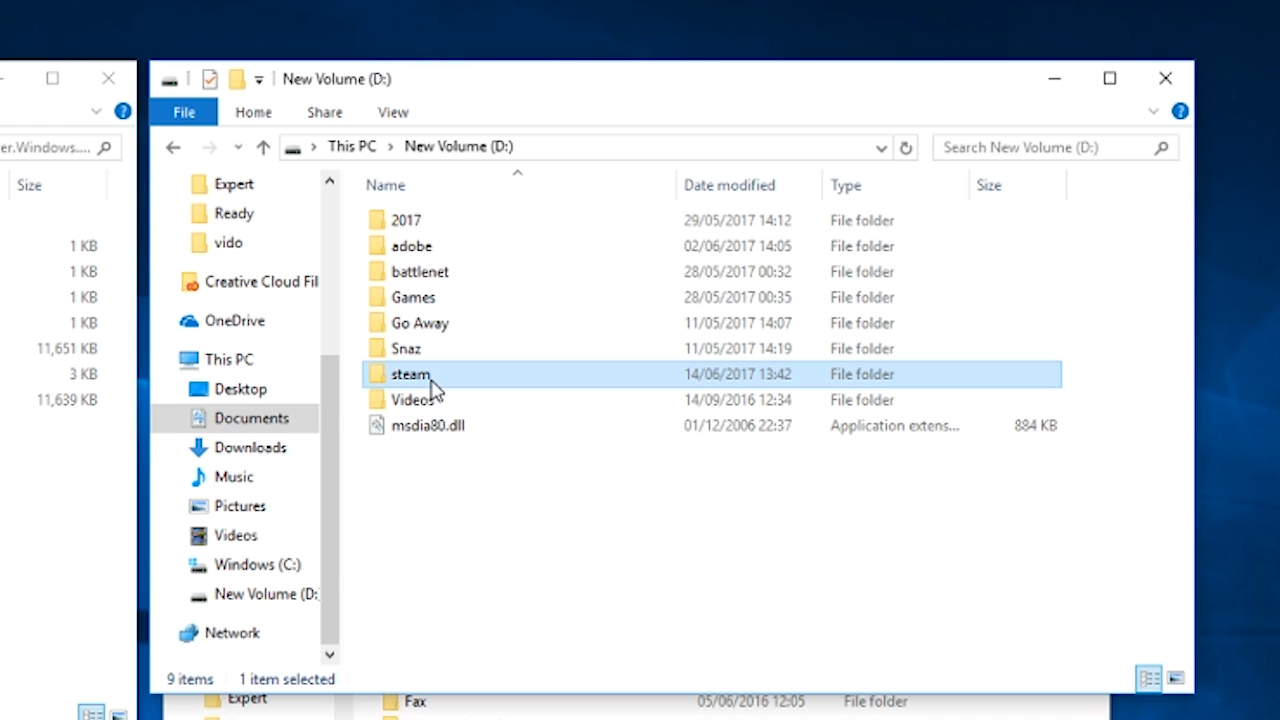 New Volume (D:)
File Home Share View
er.Windows....
This PC > New Volume (D:)
Search New Volume (D:)
Size
1 KB
1 KB
1 KB
1 KB
11,651 KB
3 KB
11,639 KB
Expert
Ready
vido
Creative Cloud Fil
OneDrive
This PC
Desktop
Documents
Downloads
Music
Pictures
Videos
Windows (C:)
New Volume (D:
Network
Name Date modified Type Size
2017 29/05/2017 14:12 File folder
adobe 02/06/2017 14:05 File folder
battlenet 28/05/2017 00:32 File folder
Games 28/05/2017 00:35 File folder
Go Away 11/05/2017 14:07 File folder
Snaz 11/05/2017 14:19 File folder
steam 14/06/2017 13:42 File folder
Videos 14/09/2016 12:34 File folder
msdia80.dll 01/12/2006 22:37 Application extens... 884 KB
9 items 1 item selected
Expert
Fax 05/06/2016 12:05 File folder